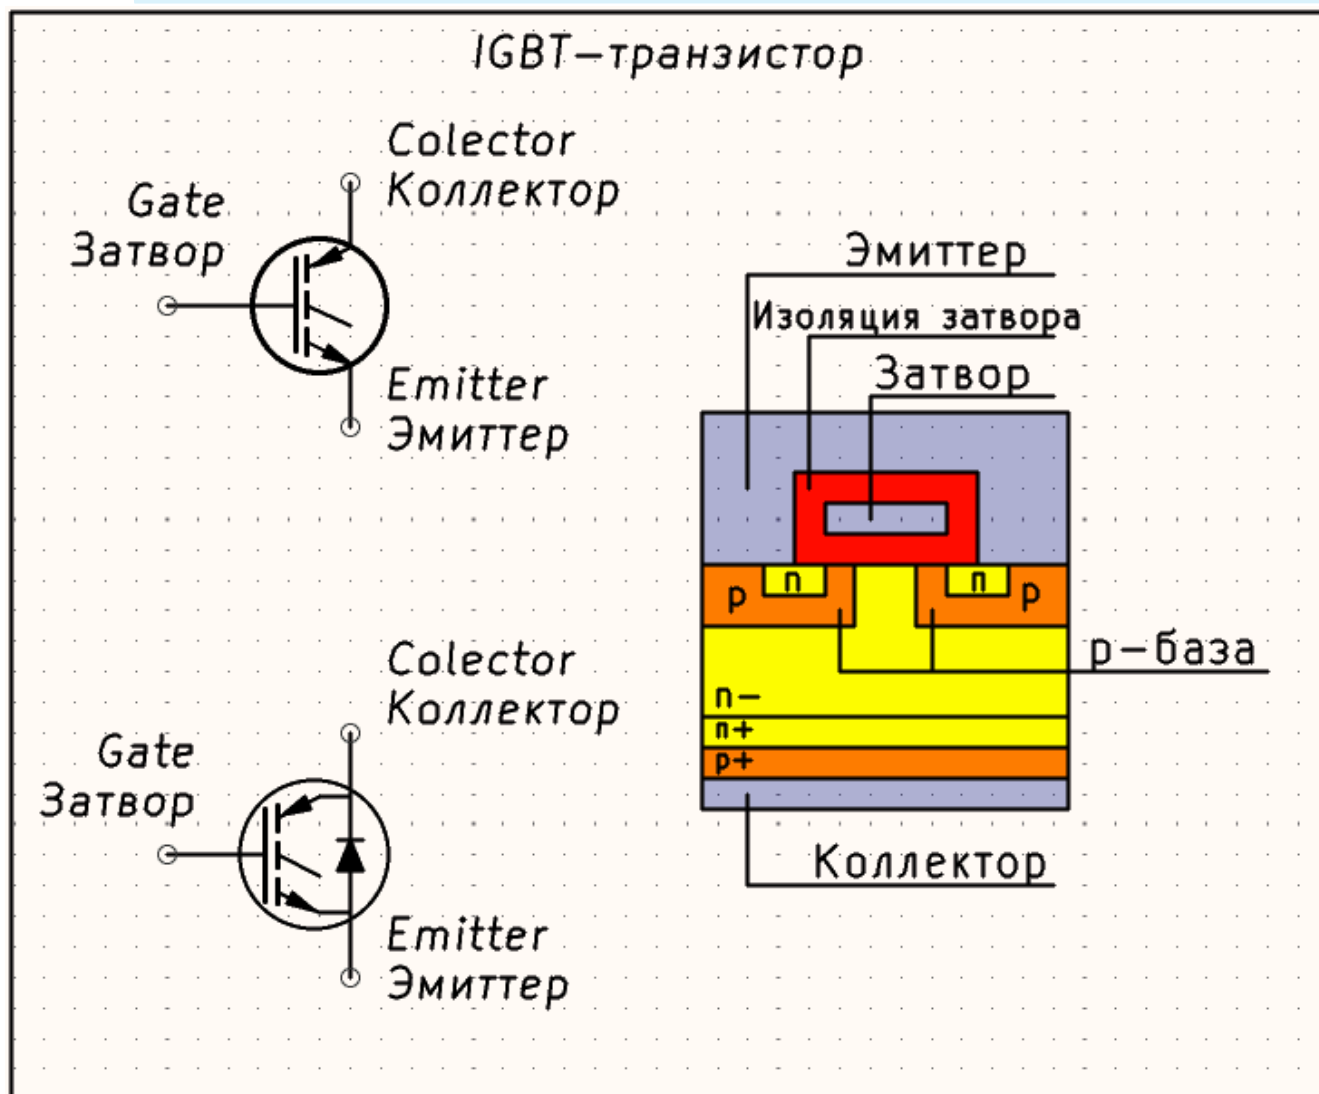 IGBT–транзистор
Colector
Коллектор
Gate
Затвор
Emitter
Эмиттер
Эмиттер
Изоляция затвора
Затвор
p
n
n
p
p–база
n–
n+
p+
Коллектор
Colector
Коллектор
Gate
Затвор
Emitter
Эмиттер